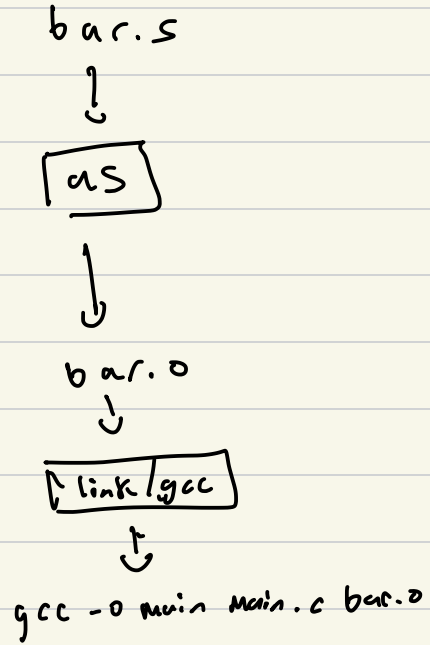 bar.s
as
bar.o
link/gcc
gcc -o main main.c bar.o